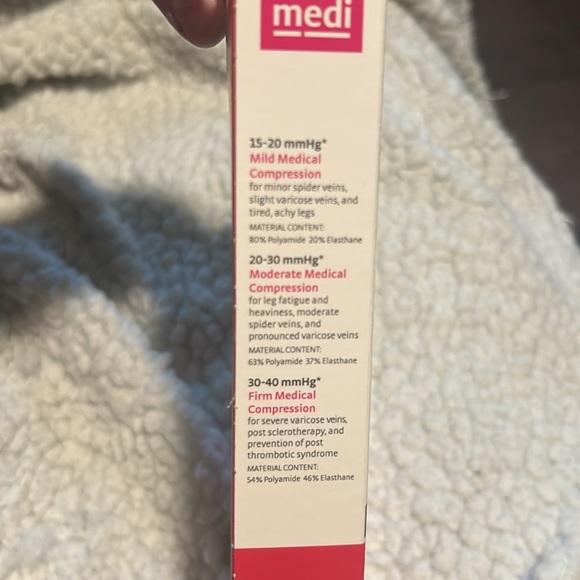 medi
15-20 mmHg*
Mild Medical
Compression
for minor spider veins,
slight varicose veins, and
tired, achy legs
MATERIAL CONTENT:
80% Polyamide 20% Elasthane
20-30 mmHg*
Moderate Medical
Compression
for leg fatigue and
heaviness, moderate
spider veins, and
pronounced varicose veins
MATERIAL CONTENT:
63% Polyamide 37% Elasthane
30-40 mmHg*
Firm Medical
Compression
for severe varicose veins,
post sclerotherapy, and
prevention of post
thrombotic syndrome
MATERIAL CONTENT:
54% Polyamide 46% Elasthane